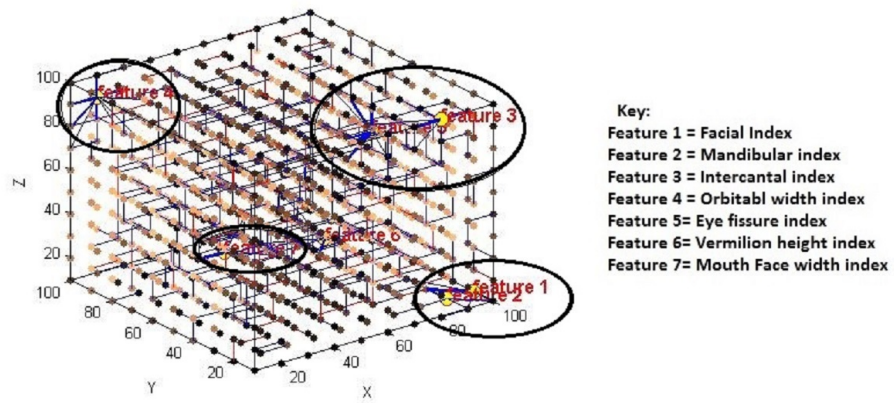 100
feature 4
80
60
40
20
Z
feature 3
feature
feature 6
feature
feature 1
feature 2
100
80
60
40
20
Y
20
40
60
80
100
X
Key:
Feature 1 = Facial Index
Feature 2 = Mandibular index
Feature 3 = Intercantal index
Feature 4 = Orbitabl width index
Feature 5= Eye fissure index
Feature 6= Vermilion height index
Feature 7= Mouth Face width index